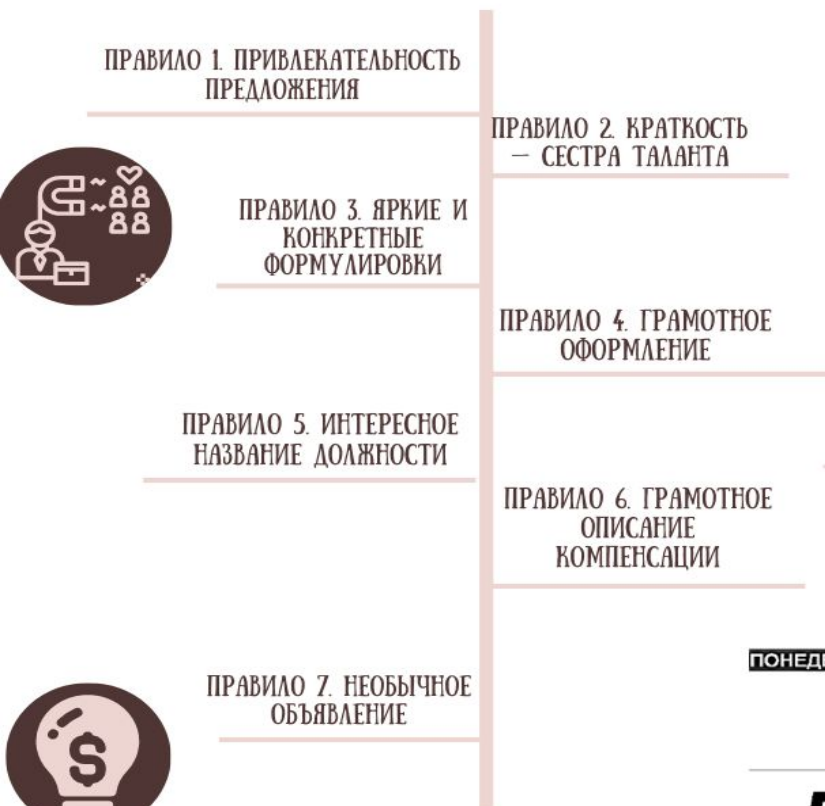 ПРАВИЛО 1. ПРИВЛЕКАТЕЛЬНОСТЬ
ПРЕДЛОЖЕНИЯ
ПРАВИЛО 2. КРАТКОСТЬ
— СЕСТРА ТАЛАНТА
ПРАВИЛО 3. ЯРКИЕ И
КОНКРЕТНЫЕ
ФОРМУЛИРОВКИ
ПРАВИЛО 4. ГРАМОТНОЕ
ОФОРМЛЕНИЕ
ПРАВИЛО 5. ИНТЕРЕСНОЕ
НАЗВАНИЕ ДОЛЖНОСТИ
ПРАВИЛО 6. ГРАМОТНОЕ
ОПИСАНИЕ
КОМПЕНСАЦИИ
ПРАВИЛО 7. НЕОБЫЧНОЕ
ОБЪЯВЛЕНИЕ
$